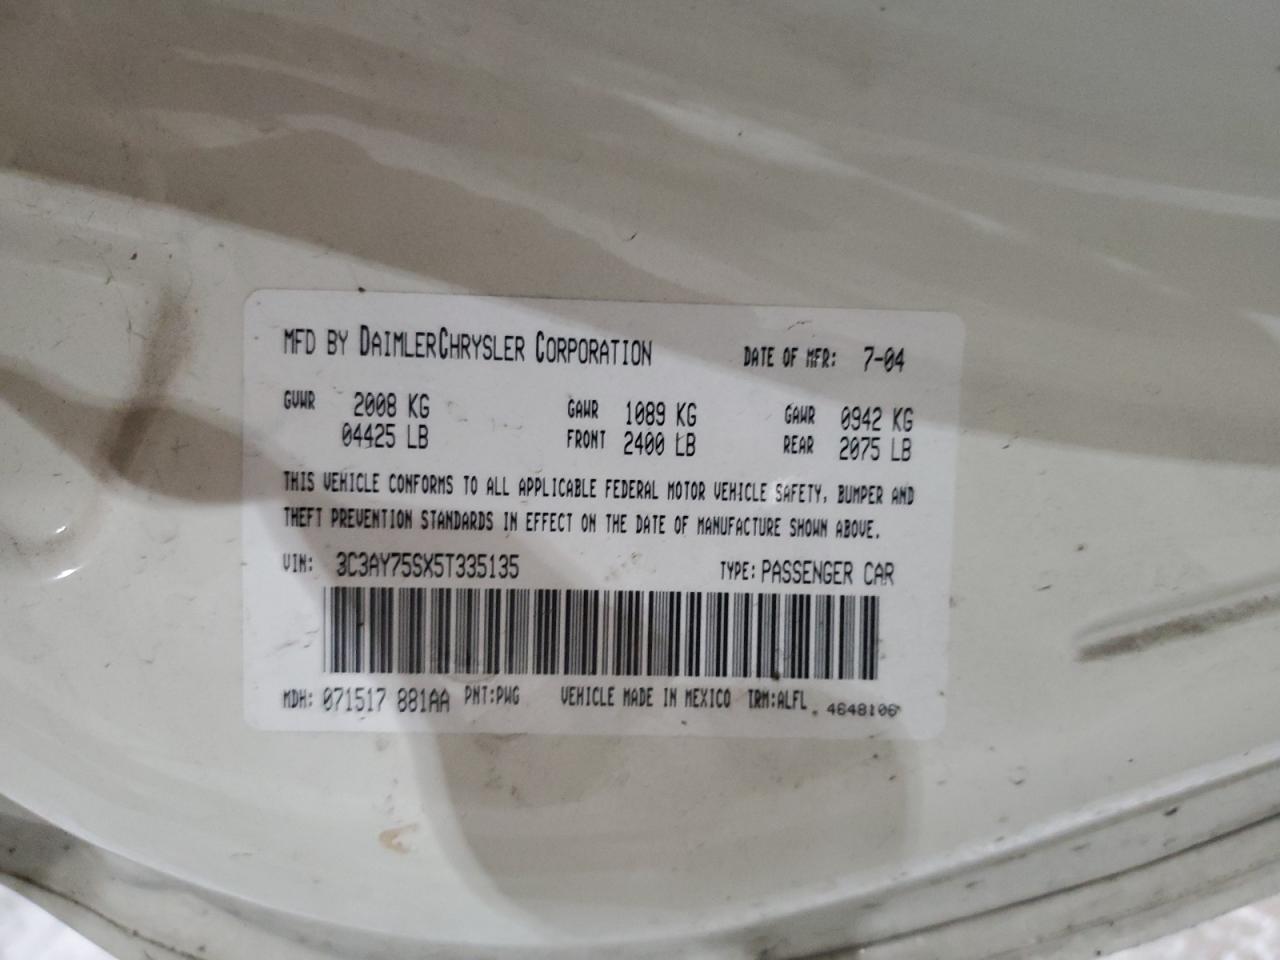 MFD BY DAIMLERCHRYSLER CORPORATION DATE OF MFR: 7-04
GVWR 2008 KG GAWR 1089 KG GAWR 0942 KG
04425 LB FRONT 2400 LB REAR 2075 LB
THIS VEHICLE CONFORMS TO ALL APPLICABLE FEDERAL MOTOR VEHICLE SAFETY, BUMPER AND
THEFT PREVENTION STANDARDS IN EFFECT ON THE DATE OF MANUFACTURE SHOWN ABOVE.
VIN: 3C3AY75SX5T335135 TYPE: PASSENGER CAR
MDH: 071517 881AA PNT:PWG VEHICLE MADE IN MEXICO TRM:ALFL 4648106